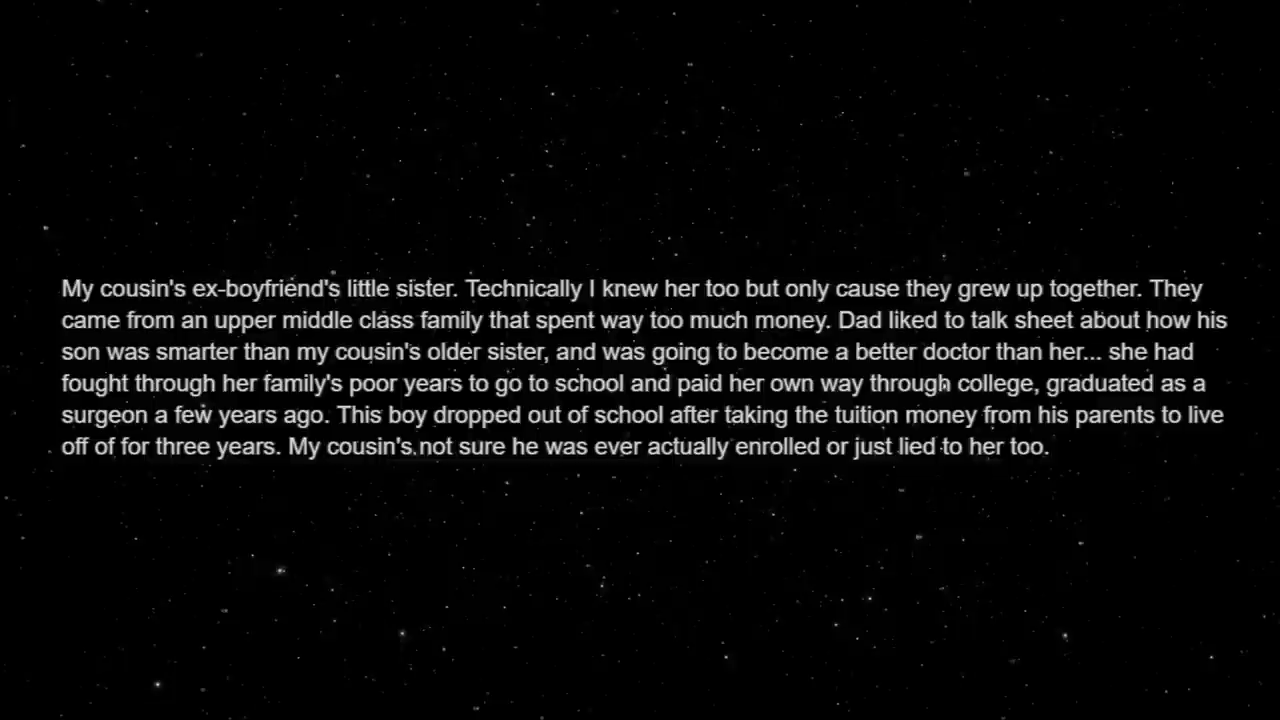 My cousin's ex-boyfriend's little sister. Technically I knew her too but only cause they grew up together. They
came from an upper middle class family that spent way too much money. Dad liked to talk sheet about how his
son was smarter than my cousin's older sister, and was going to become a better doctor than her... she had
fought through her family's poor years to go to school and paid her own way through college, graduated as a
surgeon a few years ago. This boy dropped out of school after taking the tuition money from his parents to live
off of for three years. My cousin's not sure he was ever actually enrolled or just lied to her too.